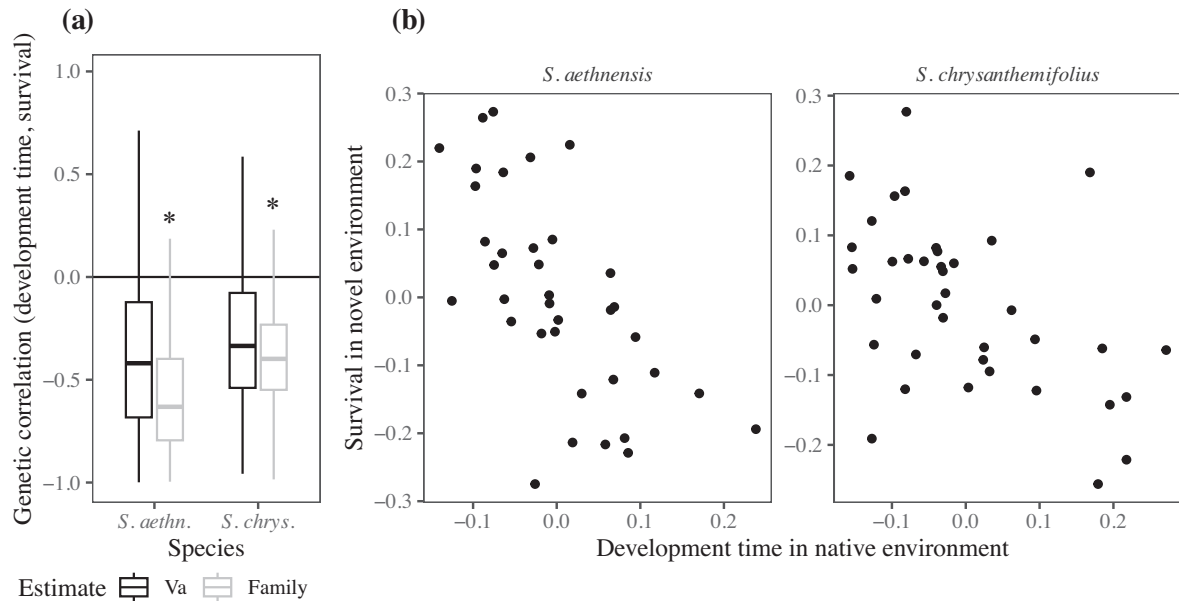 (a)
Genetic correlation (development time, survival)
1.0
0.5
0.0
−0.5
−1.0
*
*
S. aethn.
S. chrys.
Species
Estimate Va Family
(b)
S. aethnensis
Survival in novel environment
0.3
0.2
0.1
0.0
−0.1
−0.2
−0.3
−0.1
0.0
0.1
0.2
S. chrysanthemifolius
0.3
0.2
0.1
0.0
−0.1
−0.2
−0.1
0.0
0.1
0.2
Development time in native environment